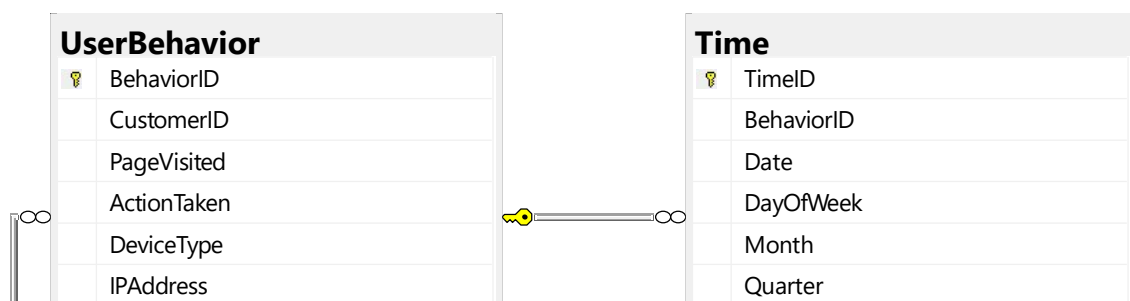 UserBehavior
BehaviorID
CustomerID
PageVisited
ActionTaken
DeviceType
IPAddress
Time
TimeID
BehaviorID
Date
DayOfWeek
Month
Quarter